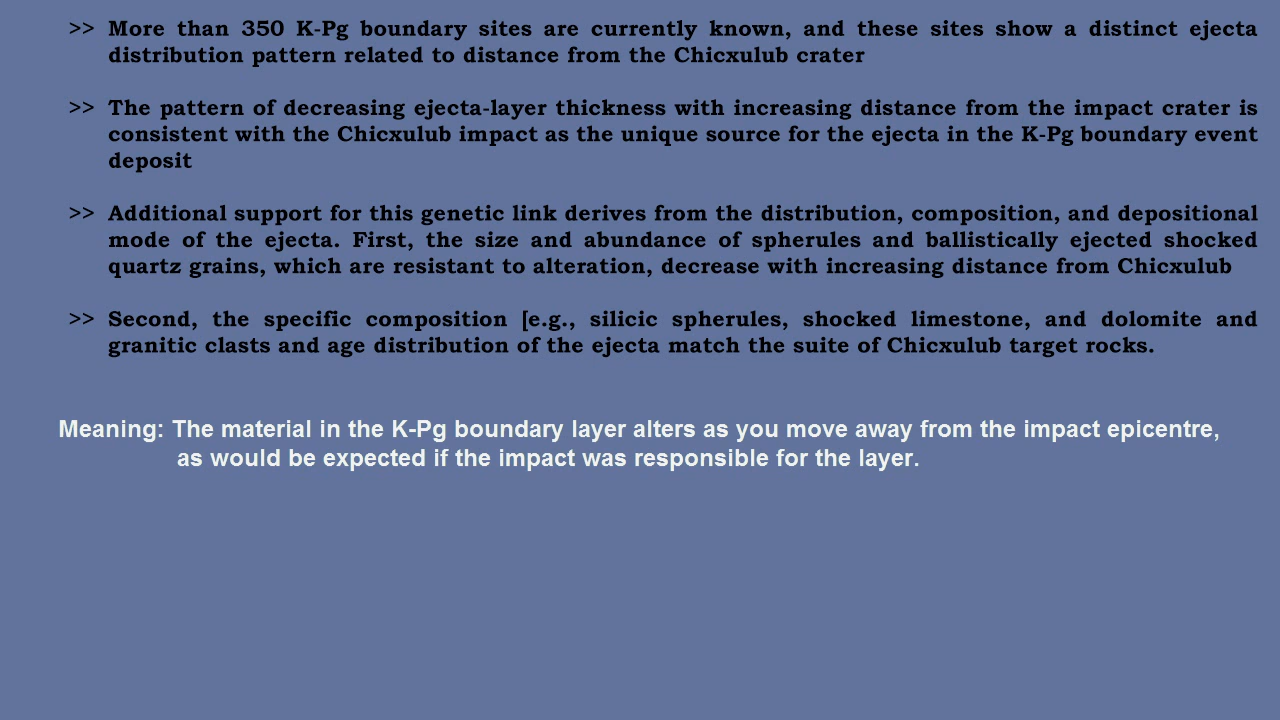 >> More than 350 K-Pg boundary sites are currently known, and these sites show a distinct ejecta
distribution pattern related to distance from the Chicxulub crater
>> The pattern of decreasing ejecta-layer thickness with increasing distance from the impact crater is
consistent with the Chicxulub impact as the unique source for the ejecta in the K-Pg boundary event
deposit
>> Additional support for this genetic link derives from the distribution, composition, and depositional
mode of the ejecta. First, the size and abundance of spherules and ballistically ejected shocked
quartz grains, which are resistant to alteration, decrease with increasing distance from Chicxulub
>> Second, the specific composition [e.g., silicic spherules, shocked limestone, and dolomite and
granitic clasts and age distribution of the ejecta match the suite of Chicxulub target rocks.
Meaning: The material in the K-Pg boundary layer alters as you move away from the impact epicentre,
as would be expected if the impact was responsible for the layer.